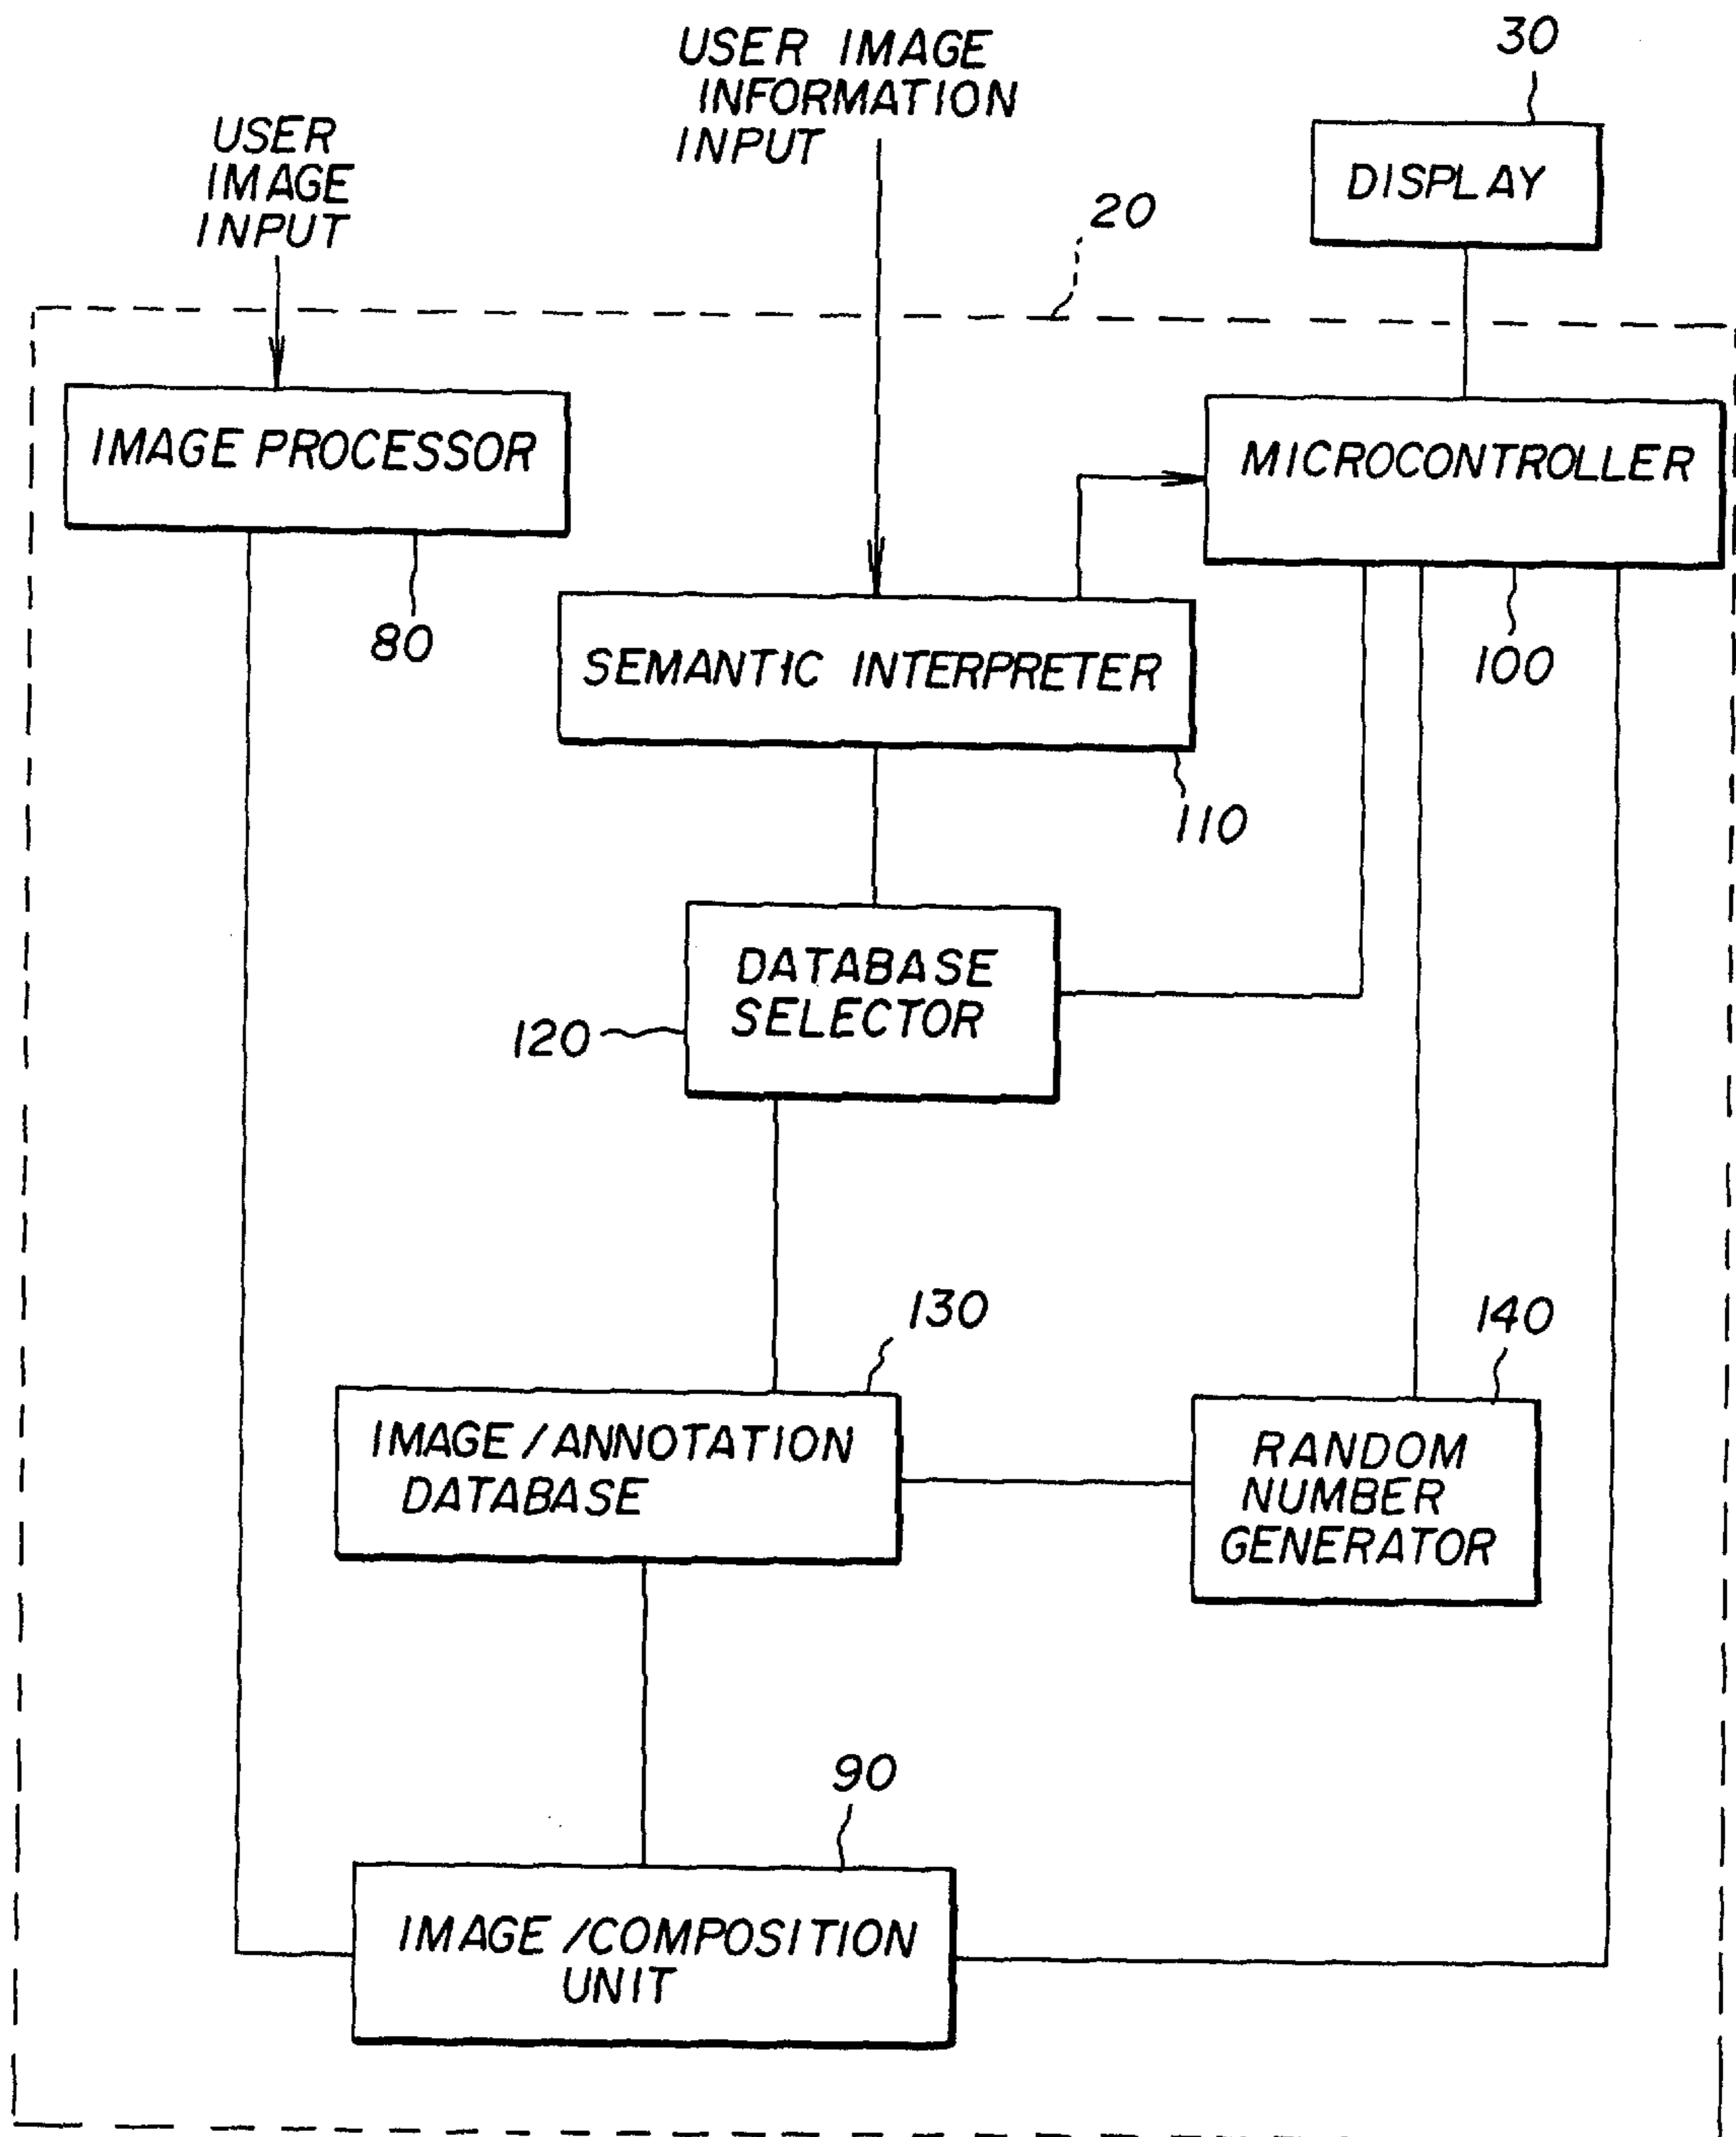 USER IMAGE
INFORMATION
INPUT
30
USER
IMAGE
INPUT
DISPLAY
20
IMAGE PROCESSOR
MICROCONTROLLER
80
SEMANTIC INTERPRETER
100
110
DATABASE
SELECTOR
120
130
140
IMAGE/ANNOTATION
DATABASE
RANDOM
NUMBER
GENERATOR
90
IMAGE/COMPOSITION
UNIT